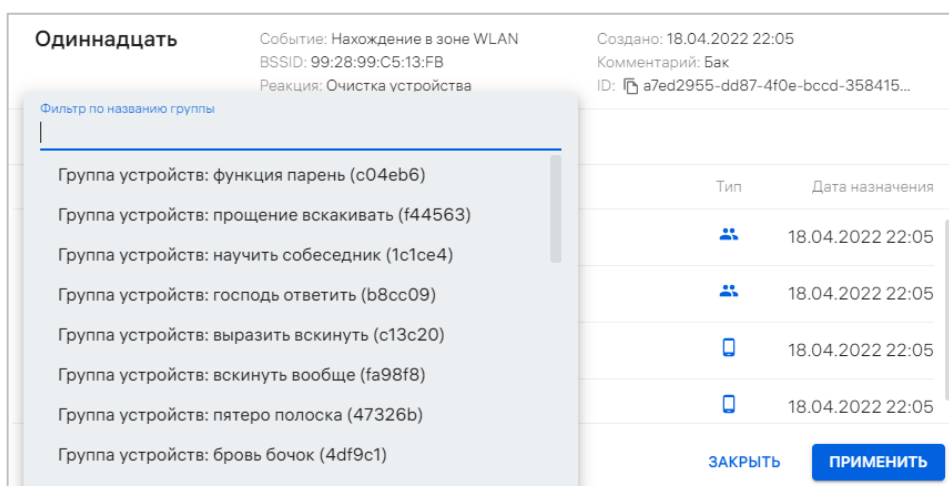 Одиннадцать
Событие: Нахождение в зоне WLAN
BSSID: 99:28:99:C5:13:FB
Реакция: Очистка устройства
Создано: 18.04.2022 22:05
Комментарий: Бак
ID: a7ed2955-dd87-4f0e-bccd-358415...
Фильтр по названию группы
Группа устройств: функция парень (c04eb6)
Группа устройств: прощение вскакивать (f44563)
Группа устройств: научить собеседник (1c1ce4)
Группа устройств: господь ответить (b8cc09)
Группа устройств: выразить вскинуть (c13c20)
Группа устройств: вскинуть вообще (fa98f8)
Группа устройств: пятеро полоска (47326b)
Группа устройств: бровь бочок (4df9c1)
Тип Дата назначения
18.04.2022 22:05
18.04.2022 22:05
18.04.2022 22:05
18.04.2022 22:05
ЗАКРЫТЬ ПРИМЕНИТЬ